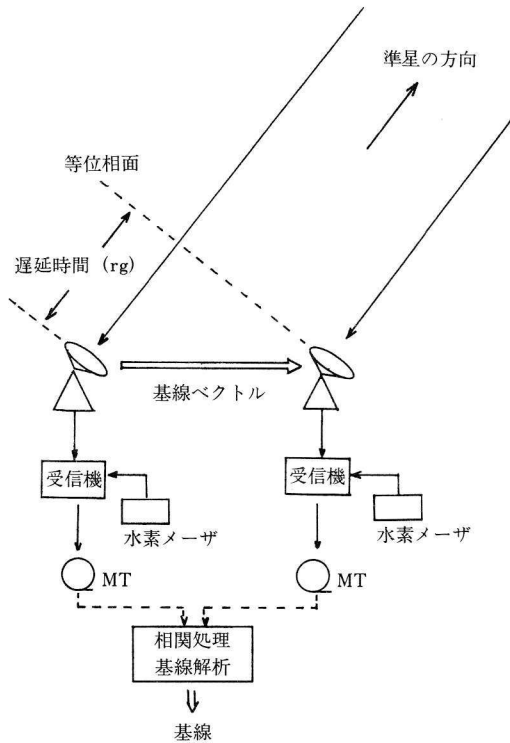 準星の方向
等位相面
遅延時間 (rg)
基線ベクトル
受信機
受信機
水素メーザ
水素メーザ
MT
MT
相関処理
基線解析
基線